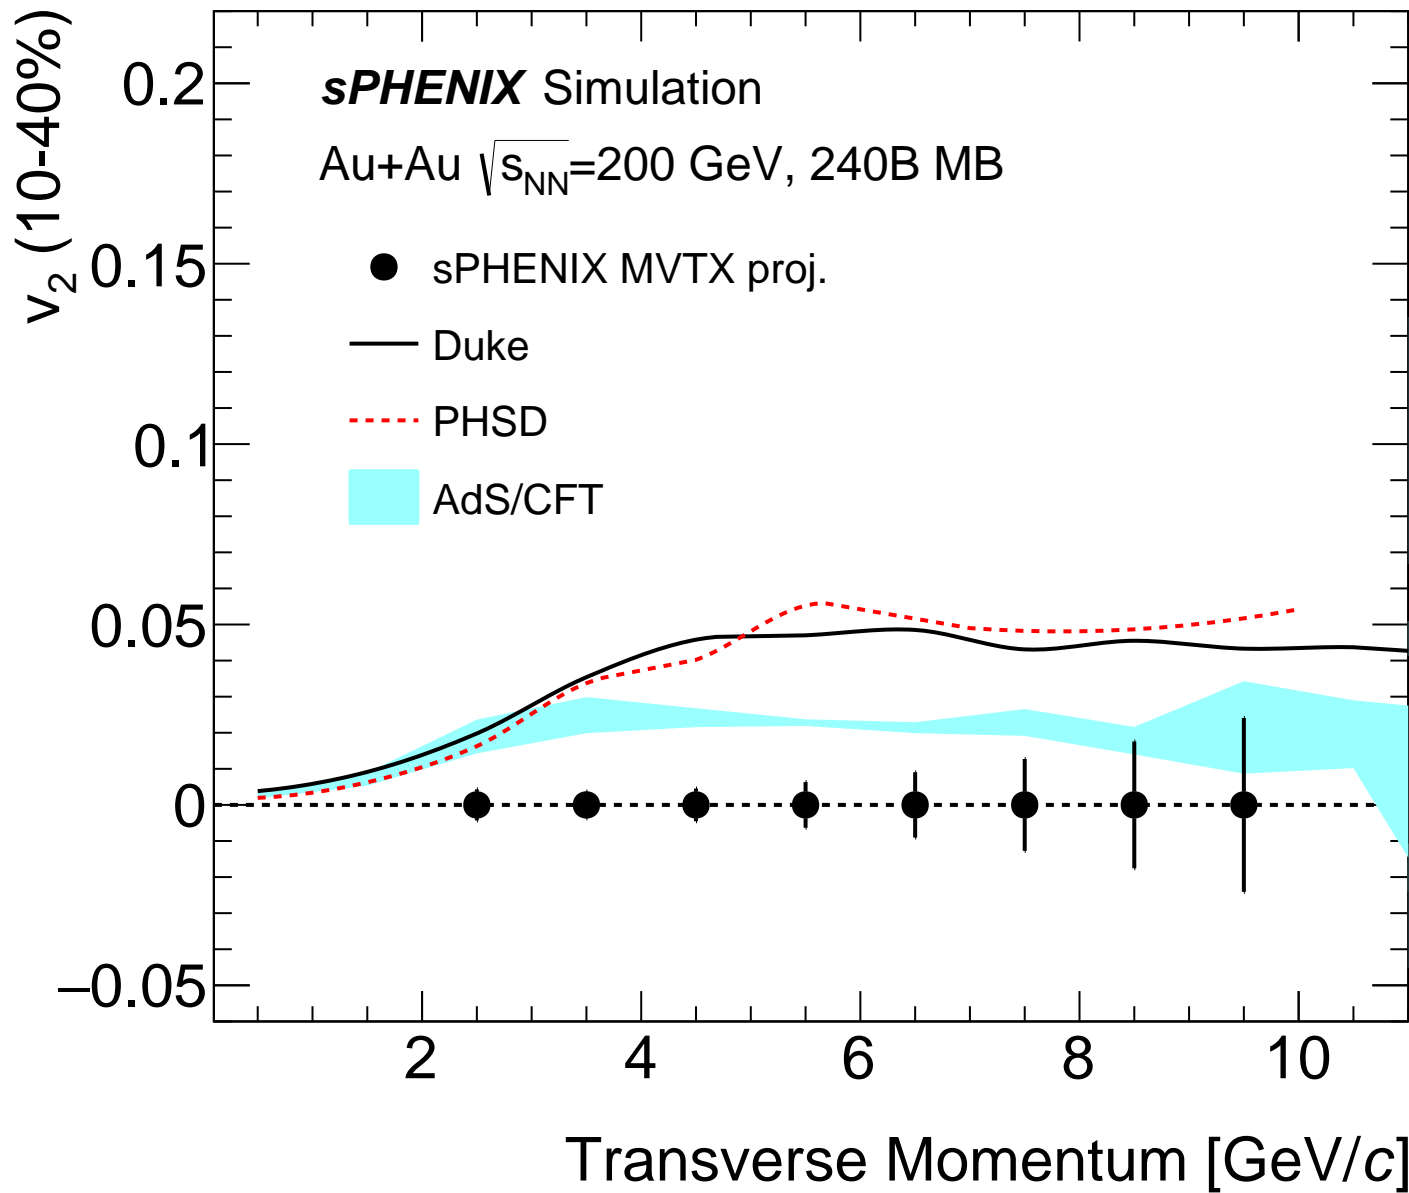 v2 (10-40%)
0.2
0.15
0.1
0.05
0
−0.05
sPHENIX Simulation
Au+Au √sNN=200 GeV, 240B MB
sPHENIX MVTX proj.
Duke
PHSD
AdS/CFT
2 4 6 8 10
Transverse Momentum [GeV/c]